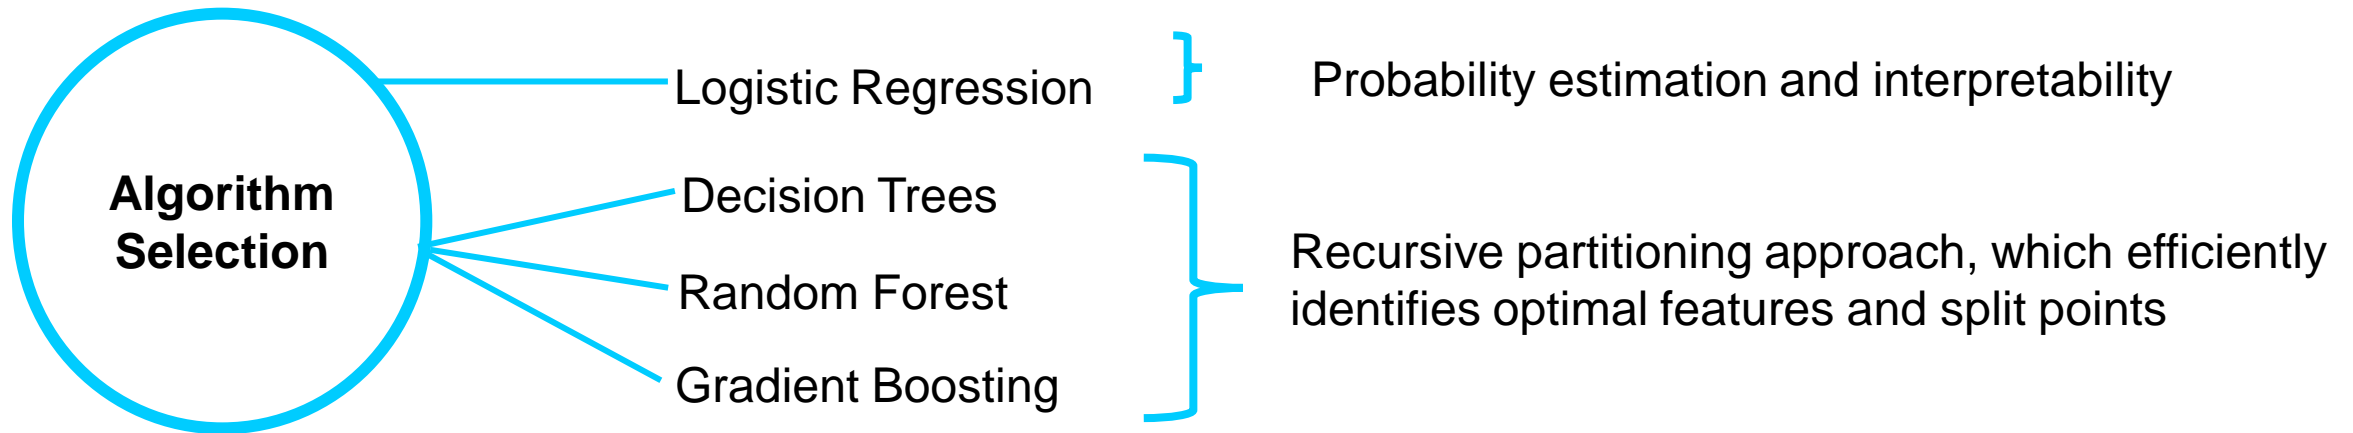 Algorithm
Selection
Logistic Regression
Probability estimation and interpretability
Decision Trees
Random Forest
Gradient Boosting
Recursive partitioning approach, which efficiently
identifies optimal features and split points